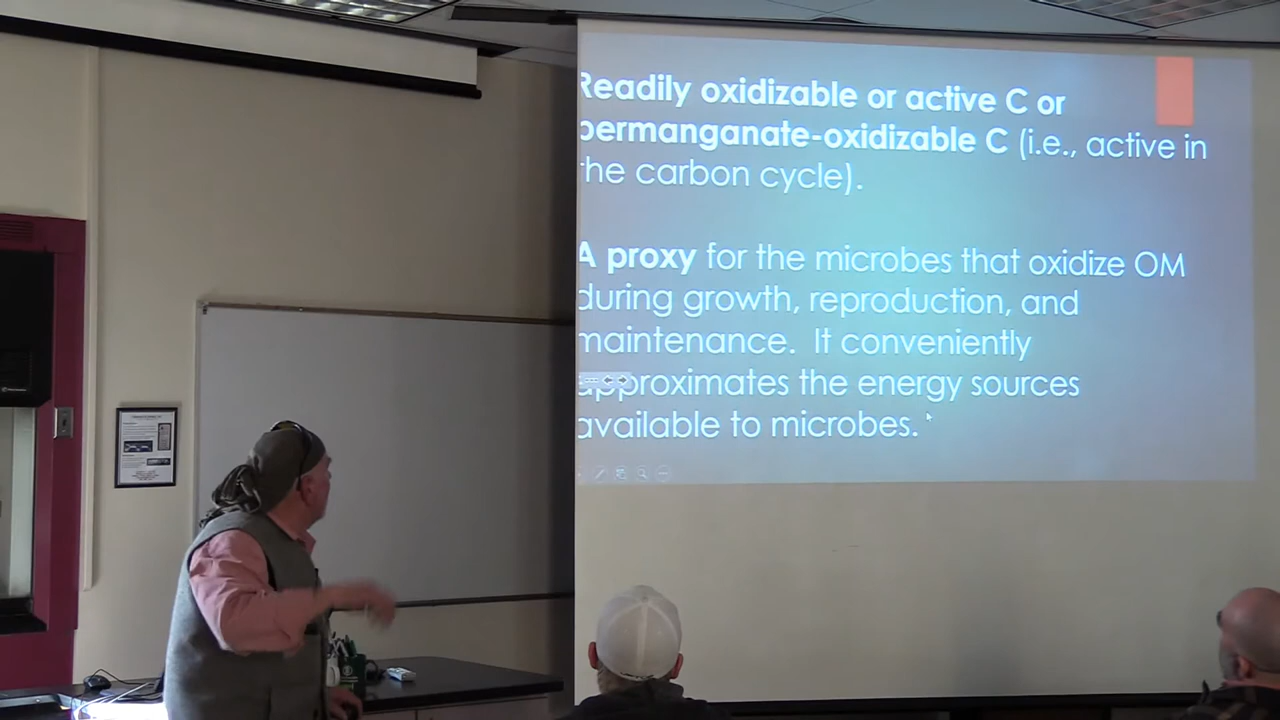 Readily oxidizable or active C or
permanganate-oxidizable C (i.e., active in
the carbon cycle).
A proxy for the microbes that oxidize OM
during growth, reproduction, and
maintenance. It conveniently
approximates the energy sources
available to microbes.